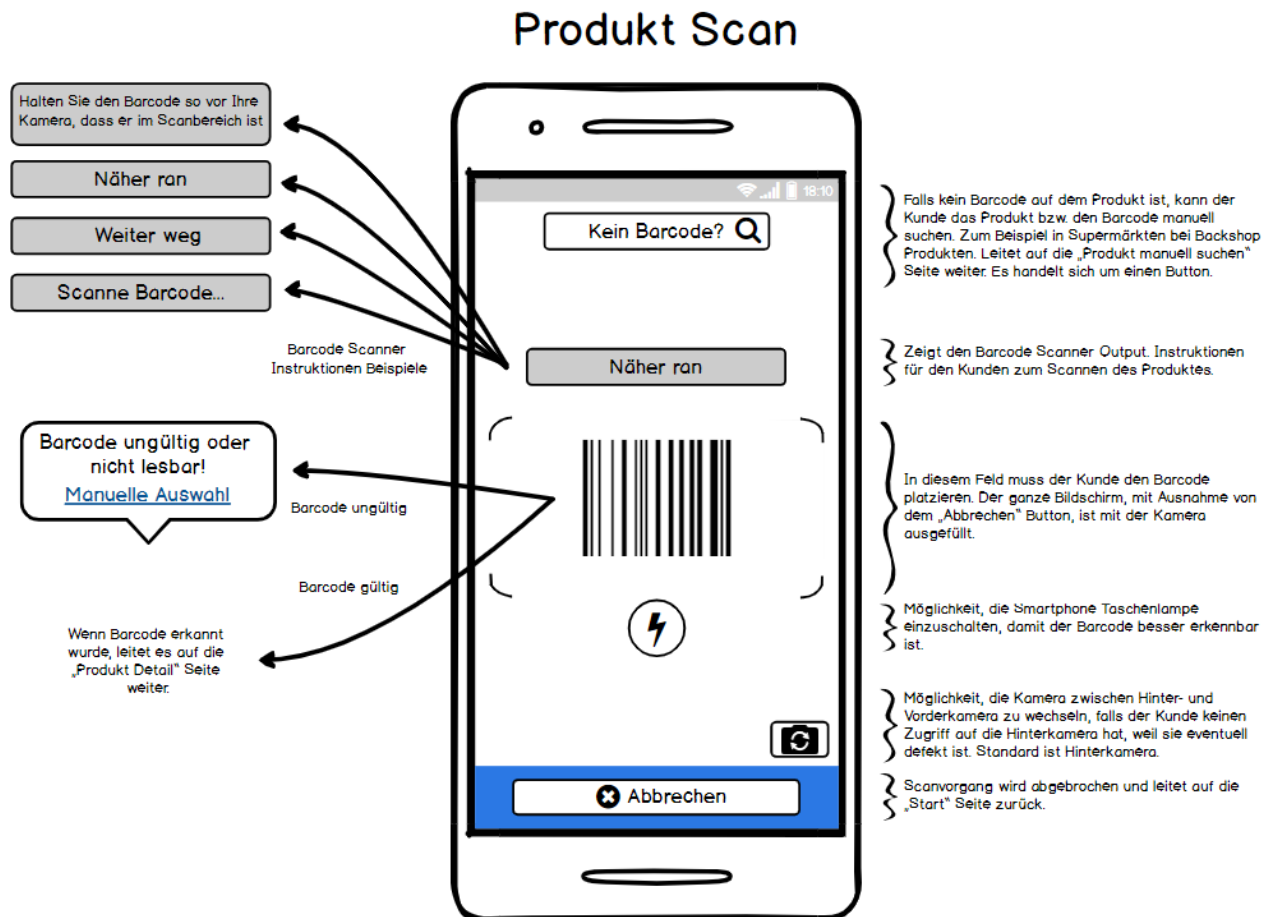 Produkt Scan
Halten Sie den Barcode so vor Ihre
Kamera, dass er im Scanbereich ist
Näher ran
Weiter weg
Scanne Barcode...
Barcode Scanner
Instruktionen Beispiele
Barcode ungültig oder
nicht lesbar!
Manuelle Auswahl
Barcode ungültig
Barcode gültig
Wenn Barcode erkannt
wurde, leitet es auf die
„Produkt Detail" Seite
weiter.
18:10
Kein Barcode?
Näher ran
Abbrechen
Falls kein Barcode auf dem Produkt ist, kann der
Kunde das Produkt bzw. den Barcode manuell
suchen. Zum Beispiel in Supermärkten bei Backshop
Produkten. Leitet auf die „Produkt manuell suchen"
Seite weiter. Es handelt sich um einen Button.
Zeigt den Barcode Scanner Output. Instruktionen
für den Kunden zum Scannen des Produktes.
In diesem Feld muss der Kunde den Barcode
platzieren. Der ganze Bildschirm, mit Ausnahme von
dem „Abbrechen" Button, ist mit der Kamera
ausgefüllt.
Möglichkeit, die Smartphone Taschenlampe
einzuschalten, damit der Barcode besser erkennbar
ist.
Möglichkeit, die Kamera zwischen Hinter- und
Vorderkamera zu wechseln, falls der Kunde keinen
Zugriff auf die Hinterkamera hat, weil sie eventuell
defekt ist. Standard ist Hinterkamera.
Scanvorgang wird abgebrochen und leitet auf die
„Start" Seite zurück.